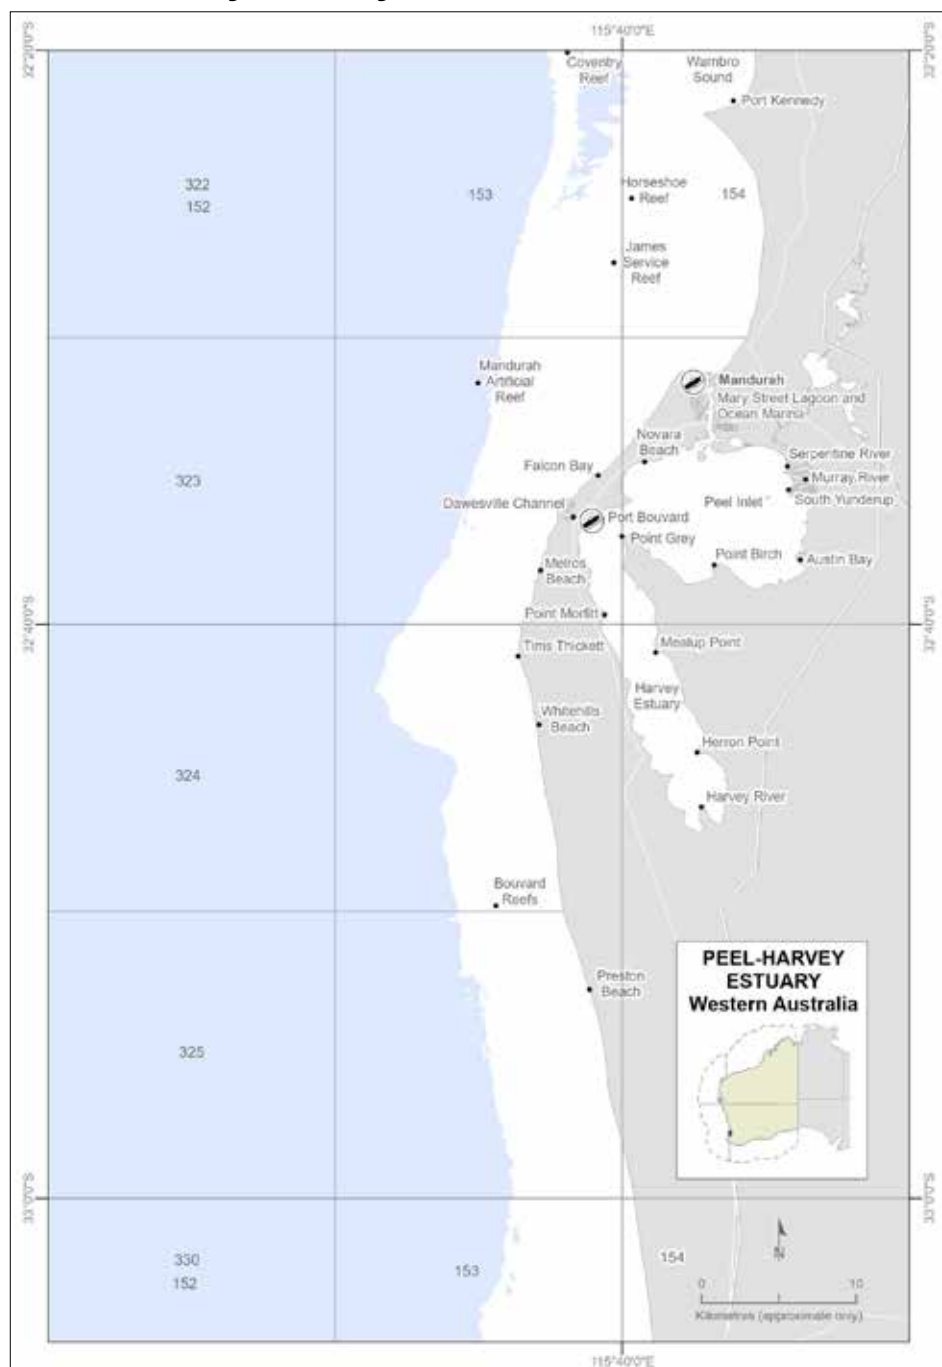 115°40'0"E
32°20'0"S
32°20'0"S
Coventry
Reef
Warnbro
Sound
Port Kennedy
322
152
153
Horseshoe
Reef
154
James
Service
Reef
Mandurah
Artificial
Reef
Mandurah
Mary Street Lagoon and
Ocean Marina
Novara
Beach
Falcon Bay
Serpentine River
Murray River
South Yunderup
323
Peel Inlet
Dawesville Channel
Port Bouvard
Point Grey
Point Birch
Austin Bay
Melros
Beach
Point Morfitt
32°40'0"S
32°40'0"S
Tims Thickett
Mealup Point
Harvey
Estuary
Whitehills
Beach
Herron Point
324
Harvey River
Bouvard
Reefs
PEEL-HARVEY
ESTUARY
Western Australia
Preston
Beach
325
33°0'0"S
33°0'0"S
330
152
153
154
N
0 10
Kilometres (approximate only)
115°40'0"E